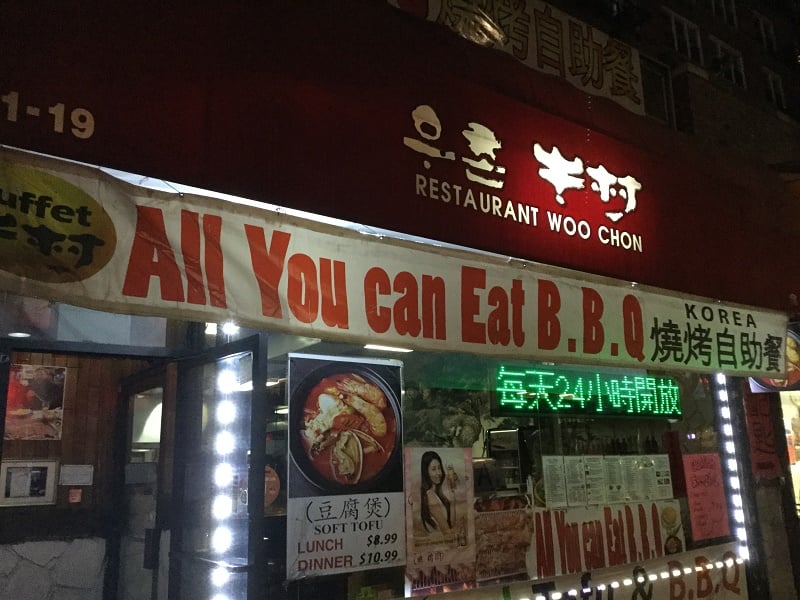 燒烤自助餐
1-19
우촌 牛村
RESTAURANT WOO CHON
Buffet
牛村
All You can Eat B.B.Q
KOREA
燒烤自助餐
每天24小時開放
(豆腐煲)
SOFT TOFU
LUNCH $8.99
DINNER $10.99
All You can Eat B.B.Q
Tofu & B.B.Q